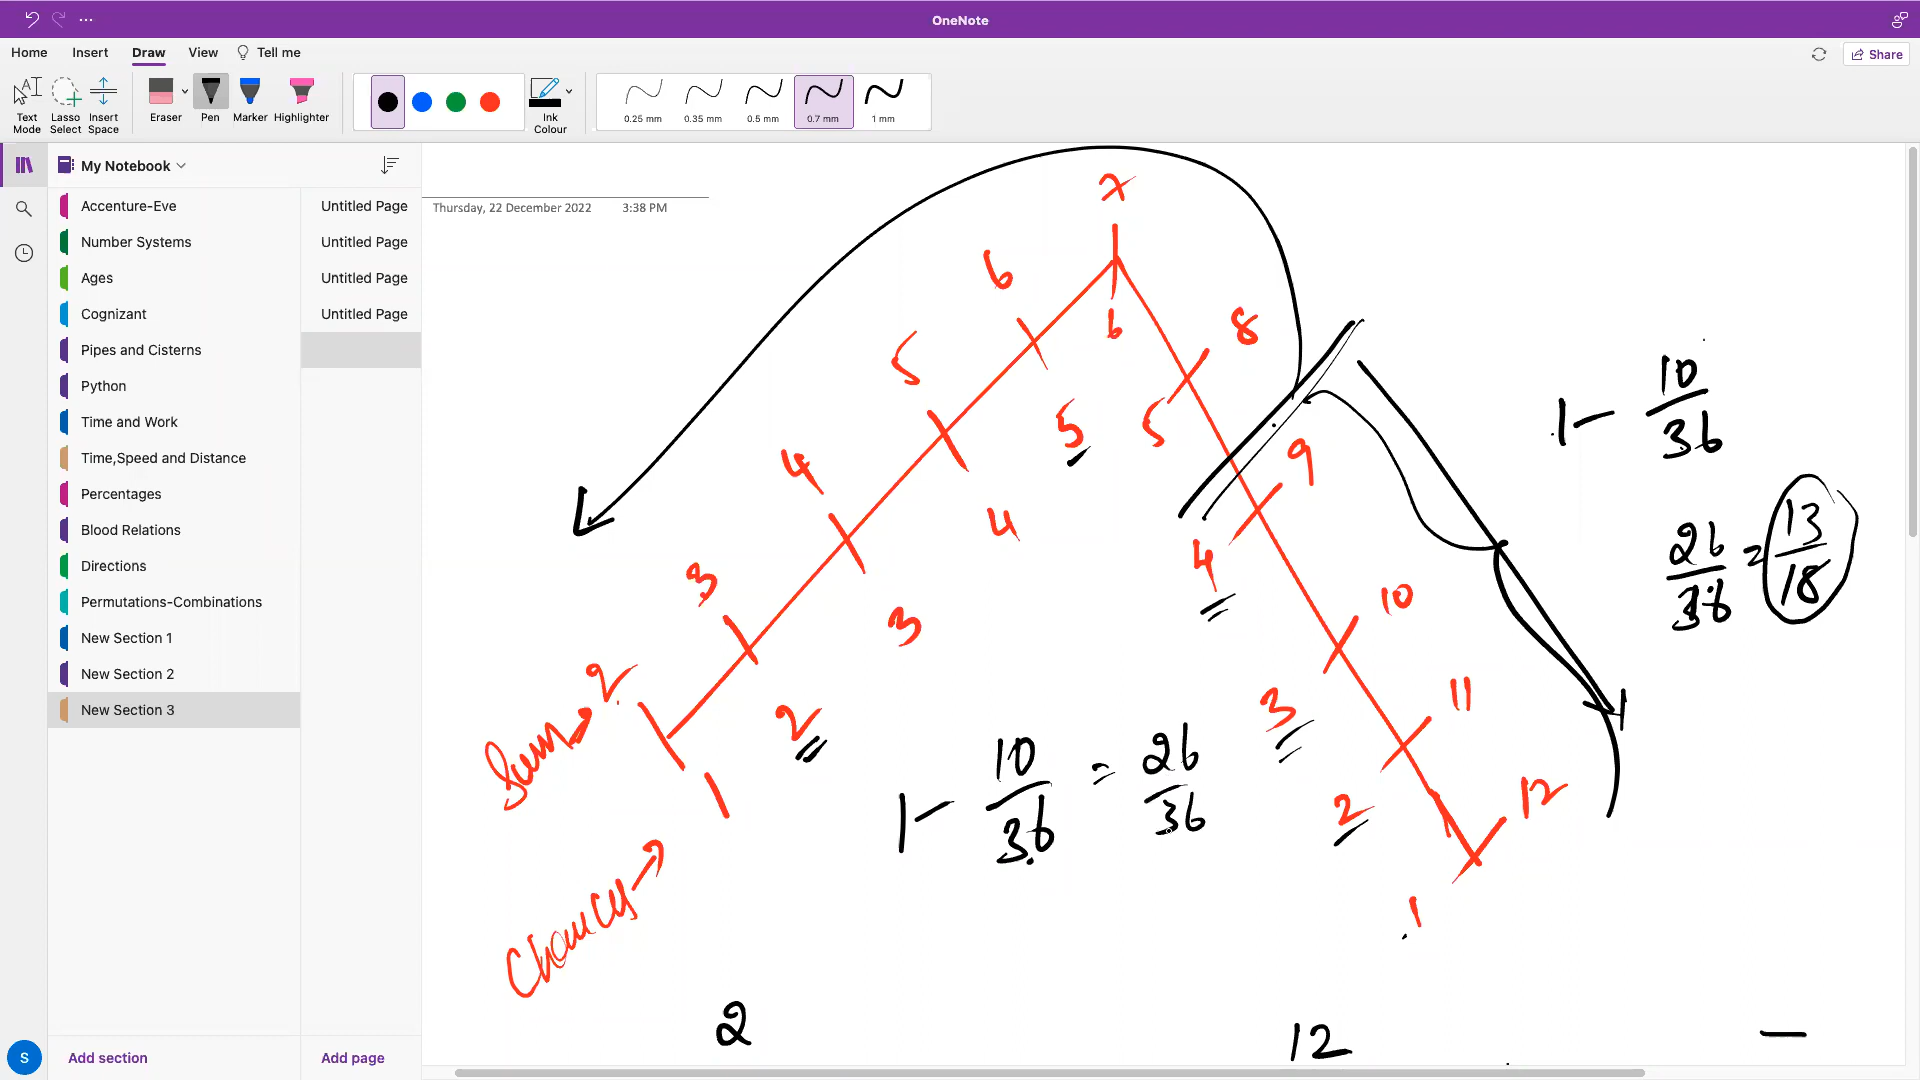 OneNote
Home Insert Draw View Tell me
Share
Text Mode
Lasso Select
Insert Space
Eraser
Pen
Marker
Highlighter
Ink Colour
0.25 mm
0.35 mm
0.5 mm
0.7 mm
1 mm
My Notebook
Accenture-Eve
Number Systems
Ages
Cognizant
Pipes and Cisterns
Python
Time and Work
Time,Speed and Distance
Percentages
Blood Relations
Directions
Permutations-Combinations
New Section 1
New Section 2
New Section 3
Add section
S
Untitled Page
Untitled Page
Untitled Page
Untitled Page
Add page
Thursday, 22 December 2022 3:38 PM
7
6
6
8
5
5
5
9
4
4
4
10
3
3
3
11
Sum → 2
2
2
12
1
1
Chances →
1 - 10/36
26/36 = 13/18
1 - 10/36 = 26/36
2
12